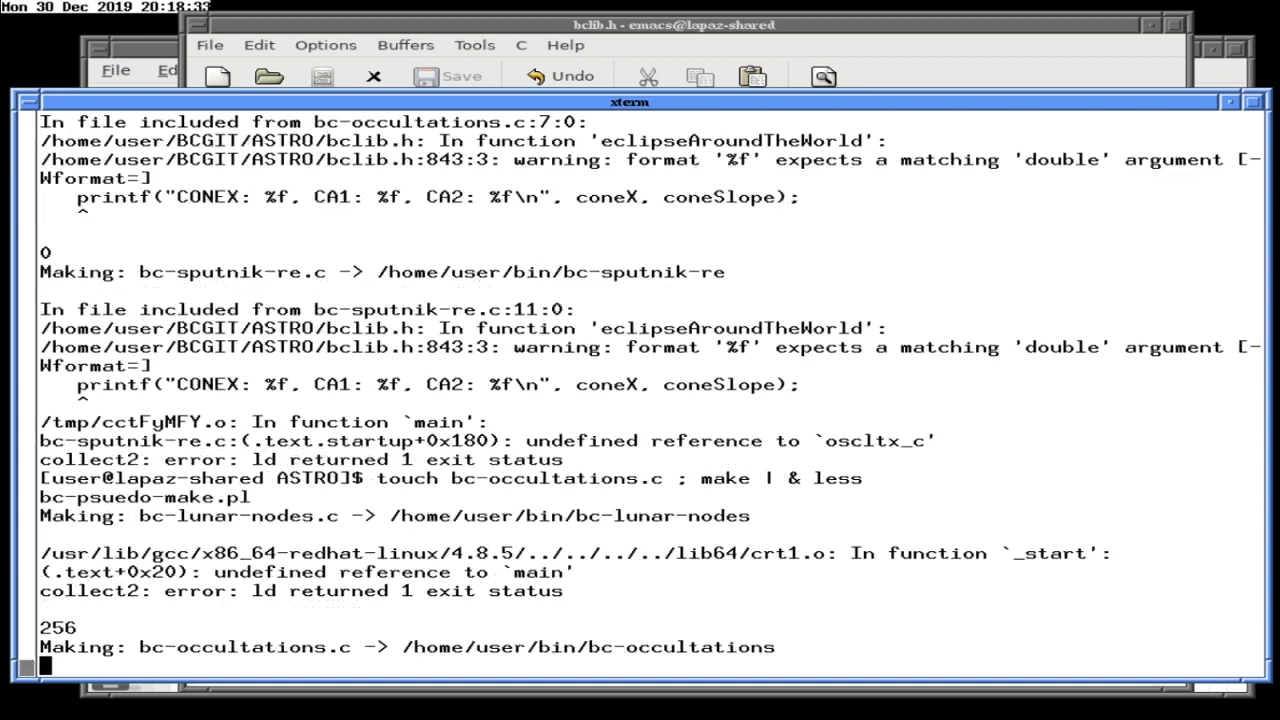 Mon 30 Dec 2019 20:18:33
bclib.h - emacs@lapaz-shared
File Edit Options Buffers Tools C Help
File Ed
Save Undo
xterm
In file included from bc-occultations.c:7:0:
/home/user/BCGIT/ASTRO/bclib.h: In function 'eclipseAroundTheWorld':
/home/user/BCGIT/ASTRO/bclib.h:843:3: warning: format '%f' expects a matching 'double' argument [-
Wformat=]
   printf("CONEX: %f, CA1: %f, CA2: %f\n", coneX, coneSlope);
   ^
0
Making: bc-sputnik-re.c -> /home/user/bin/bc-sputnik-re
In file included from bc-sputnik-re.c:11:0:
/home/user/BCGIT/ASTRO/bclib.h: In function 'eclipseAroundTheWorld':
/home/user/BCGIT/ASTRO/bclib.h:843:3: warning: format '%f' expects a matching 'double' argument [-
Wformat=]
   printf("CONEX: %f, CA1: %f, CA2: %f\n", coneX, coneSlope);
   ^
/tmp/cctFyMFY.o: In function `main':
bc-sputnik-re.c:(.text.startup+0x180): undefined reference to `oscltx_c'
collect2: error: ld returned 1 exit status
[user@lapaz-shared ASTRO]$ touch bc-occultations.c ; make | & less
bc-psuedo-make.pl
Making: bc-lunar-nodes.c -> /home/user/bin/bc-lunar-nodes
/usr/lib/gcc/x86_64-redhat-linux/4.8.5/../../../../lib64/crt1.o: In function `_start':
(.text+0x20): undefined reference to `main'
collect2: error: ld returned 1 exit status
256
Making: bc-occultations.c -> /home/user/bin/bc-occultations